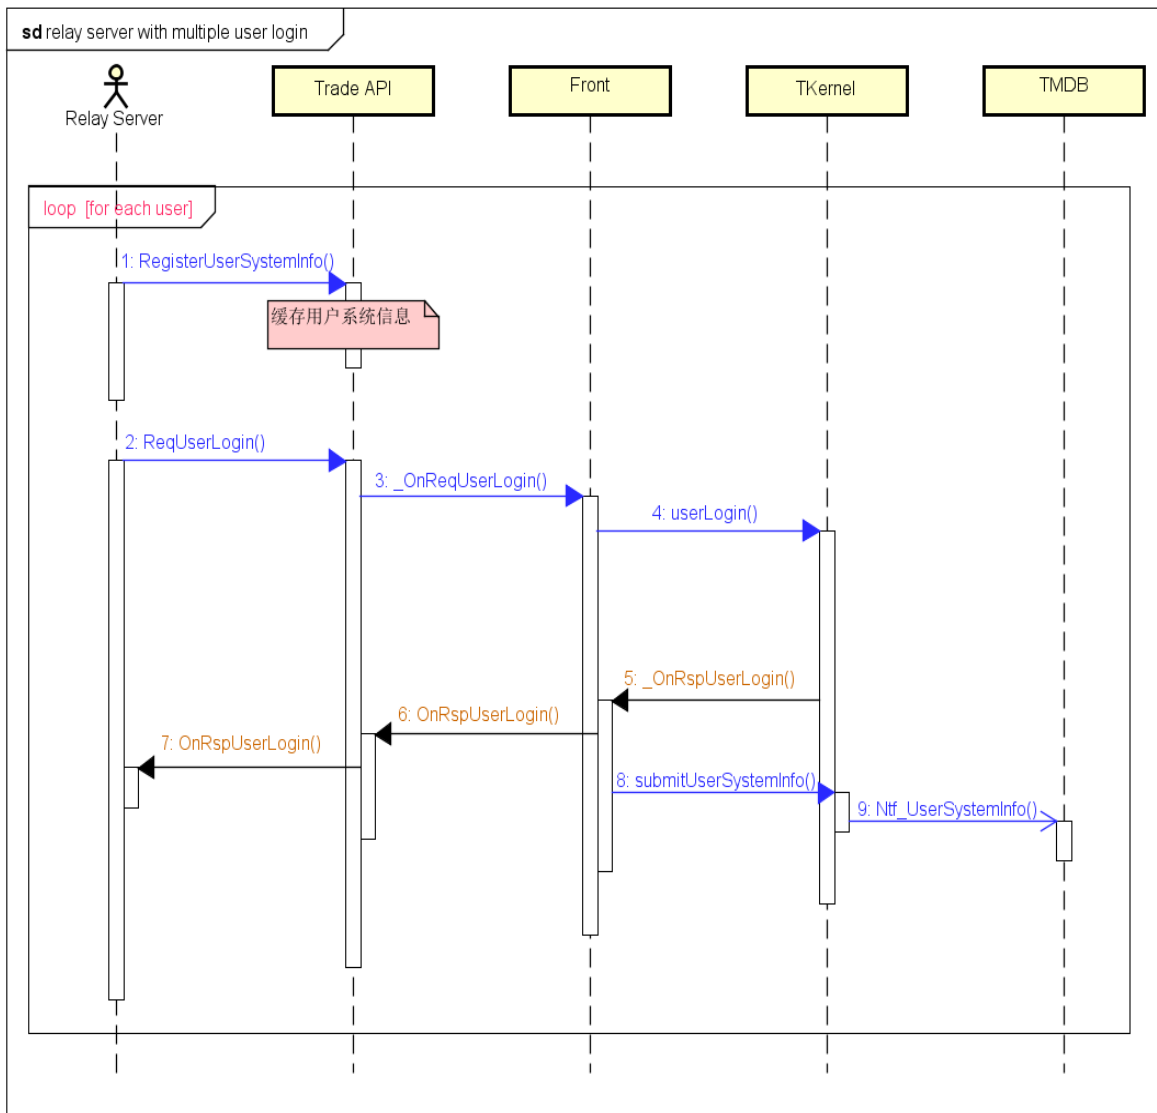 sd relay server with multiple user login
Relay Server
Trade API
Front
TKernel
TMDB
loop [for each user]
1: RegisterUserSystemInfo()
缓存用户系统信息
2: ReqUserLogin()
3: _OnReqUserLogin()
4: userLogin()
5: _OnRspUserLogin()
6: OnRspUserLogin()
7: OnRspUserLogin()
8: submitUserSystemInfo()
9: Ntf_UserSystemInfo()